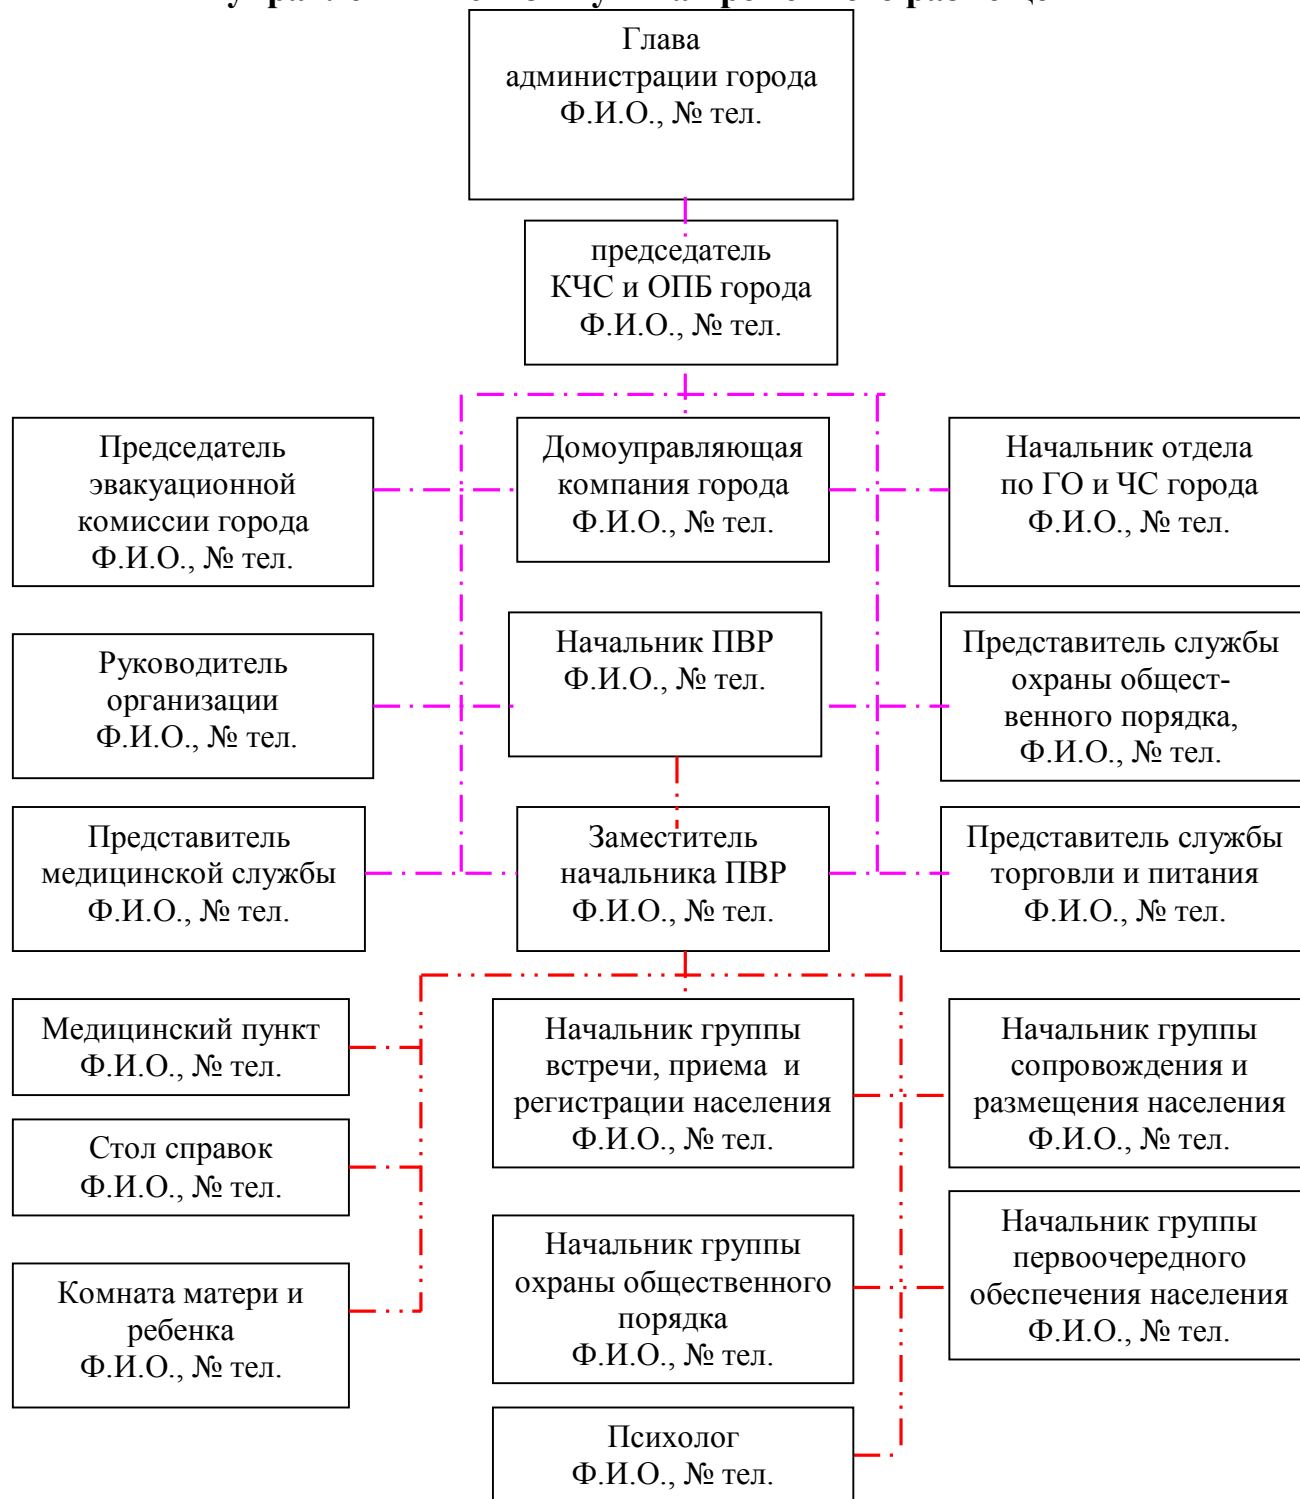 Глава
администрации города
Ф.И.О., № тел.
председатель
КЧС и ОПБ города
Ф.И.О., № тел.
Председатель
эвакуационной
комиссии города
Ф.И.О., № тел.
Домоуправляющая
компания города
Ф.И.О., № тел.
Начальник отдела
по ГО и ЧС города
Ф.И.О., № тел.
Руководитель
организации
Ф.И.О., № тел.
Начальник ПВР
Ф.И.О., № тел.
Представитель службы
охраны общест-
венного порядка,
Ф.И.О., № тел.
Представитель
медицинской службы
Ф.И.О., № тел.
Заместитель
начальника ПВР
Ф.И.О., № тел.
Представитель службы
торговли и питания
Ф.И.О., № тел.
Медицинский пункт
Ф.И.О., № тел.
Начальник группы
встречи, приема и
регистрации населения
Ф.И.О., № тел.
Начальник группы
сопровождения и
размещения населения
Ф.И.О., № тел.
Стол справок
Ф.И.О., № тел.
Комната матери и
ребенка
Ф.И.О., № тел.
Начальник группы
охраны общественного
порядка
Ф.И.О., № тел.
Начальник группы
первоочередного
обеспечения населения
Ф.И.О., № тел.
Психолог
Ф.И.О., № тел.